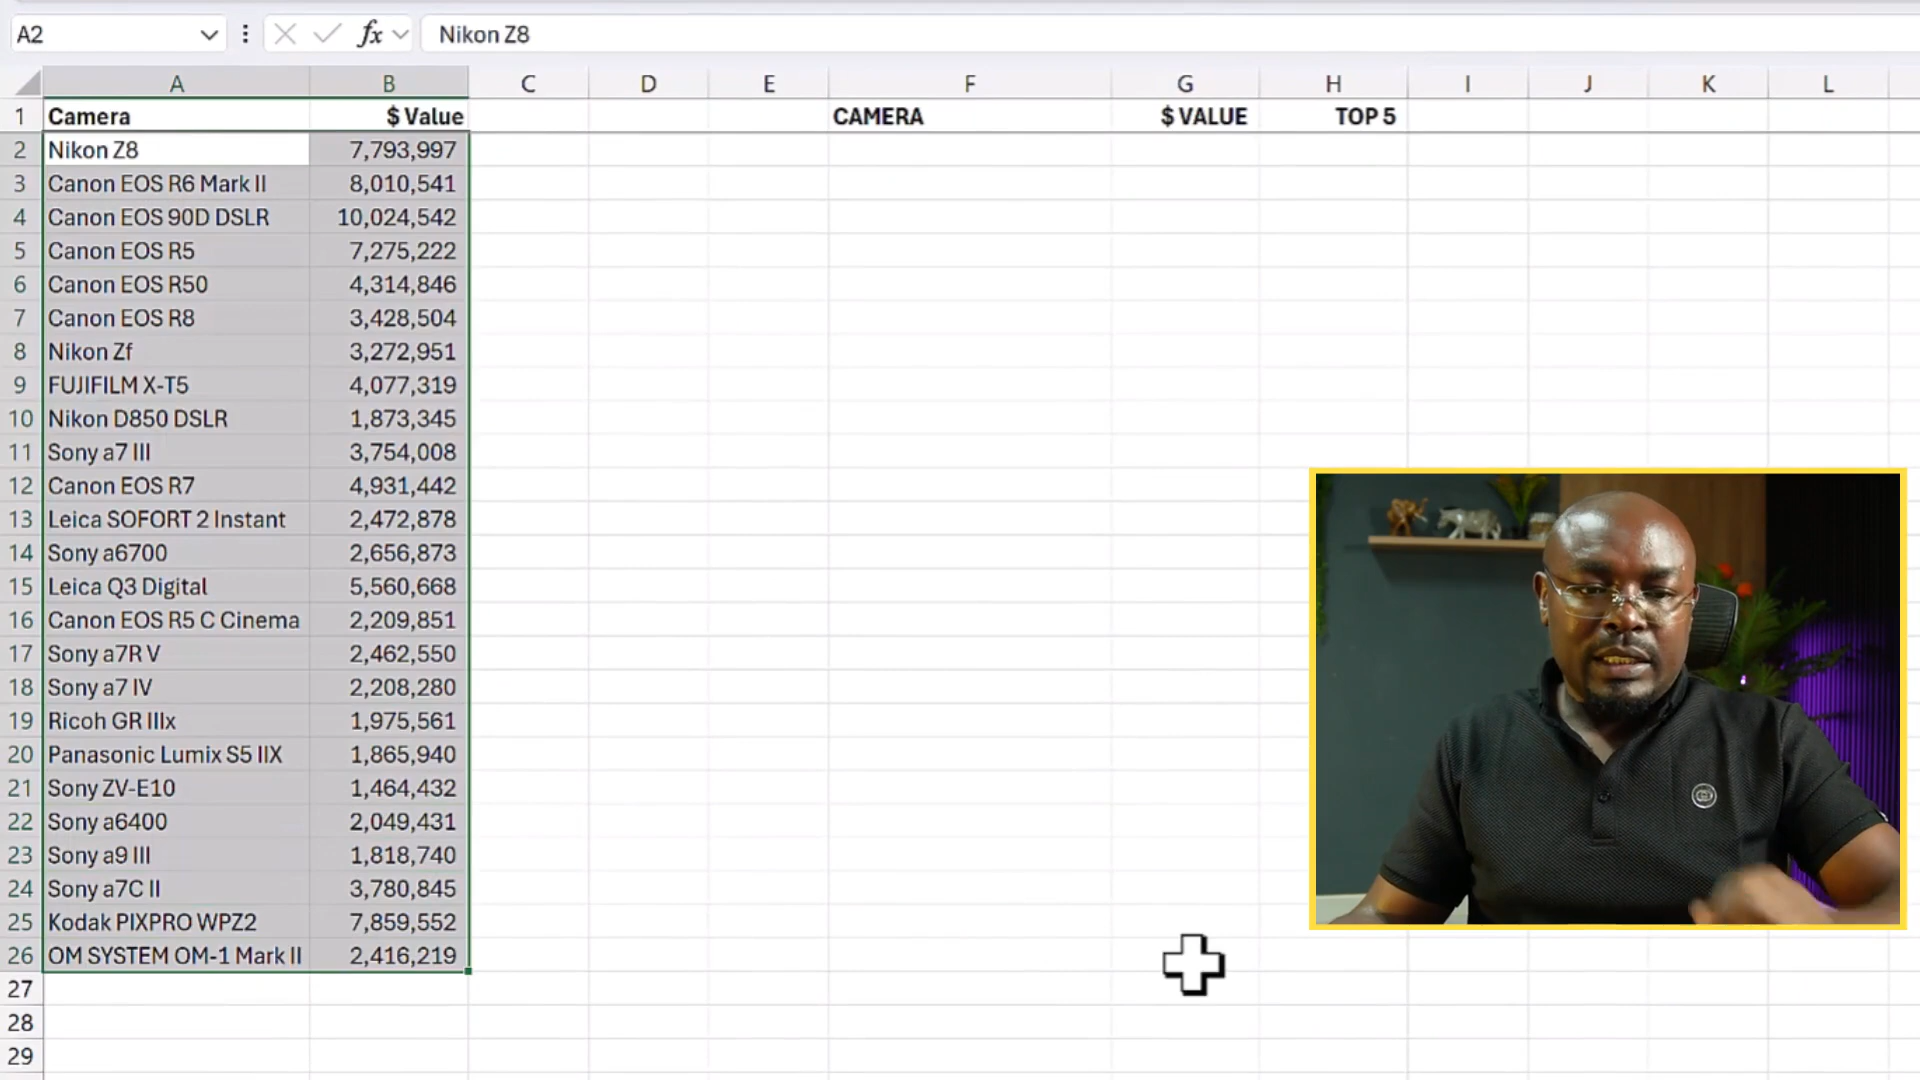 A2 fx Nikon Z8
A B C D E F G H I J K L
1 Camera $ Value CAMERA $ VALUE TOP 5
2 Nikon Z8 7,793,997
3 Canon EOS R6 Mark II 8,010,541
4 Canon EOS 90D DSLR 10,024,542
5 Canon EOS R5 7,275,222
6 Canon EOS R50 4,314,846
7 Canon EOS R8 3,428,504
8 Nikon Zf 3,272,951
9 FUJIFILM X-T5 4,077,319
10 Nikon D850 DSLR 1,873,345
11 Sony a7 III 3,754,008
12 Canon EOS R7 4,931,442
13 Leica SOFORT 2 Instant 2,472,878
14 Sony a6700 2,656,873
15 Leica Q3 Digital 5,560,668
16 Canon EOS R5 C Cinema 2,209,851
17 Sony a7R V 2,462,550
18 Sony a7 IV 2,208,280
19 Ricoh GR IIIx 1,975,561
20 Panasonic Lumix S5 IIX 1,865,940
21 Sony ZV-E10 1,464,432
22 Sony a6400 2,049,431
23 Sony a9 III 1,818,740
24 Sony a7C II 3,780,845
25 Kodak PIXPRO WPZ2 7,859,552
26 OM SYSTEM OM-1 Mark II 2,416,219
27
28
29